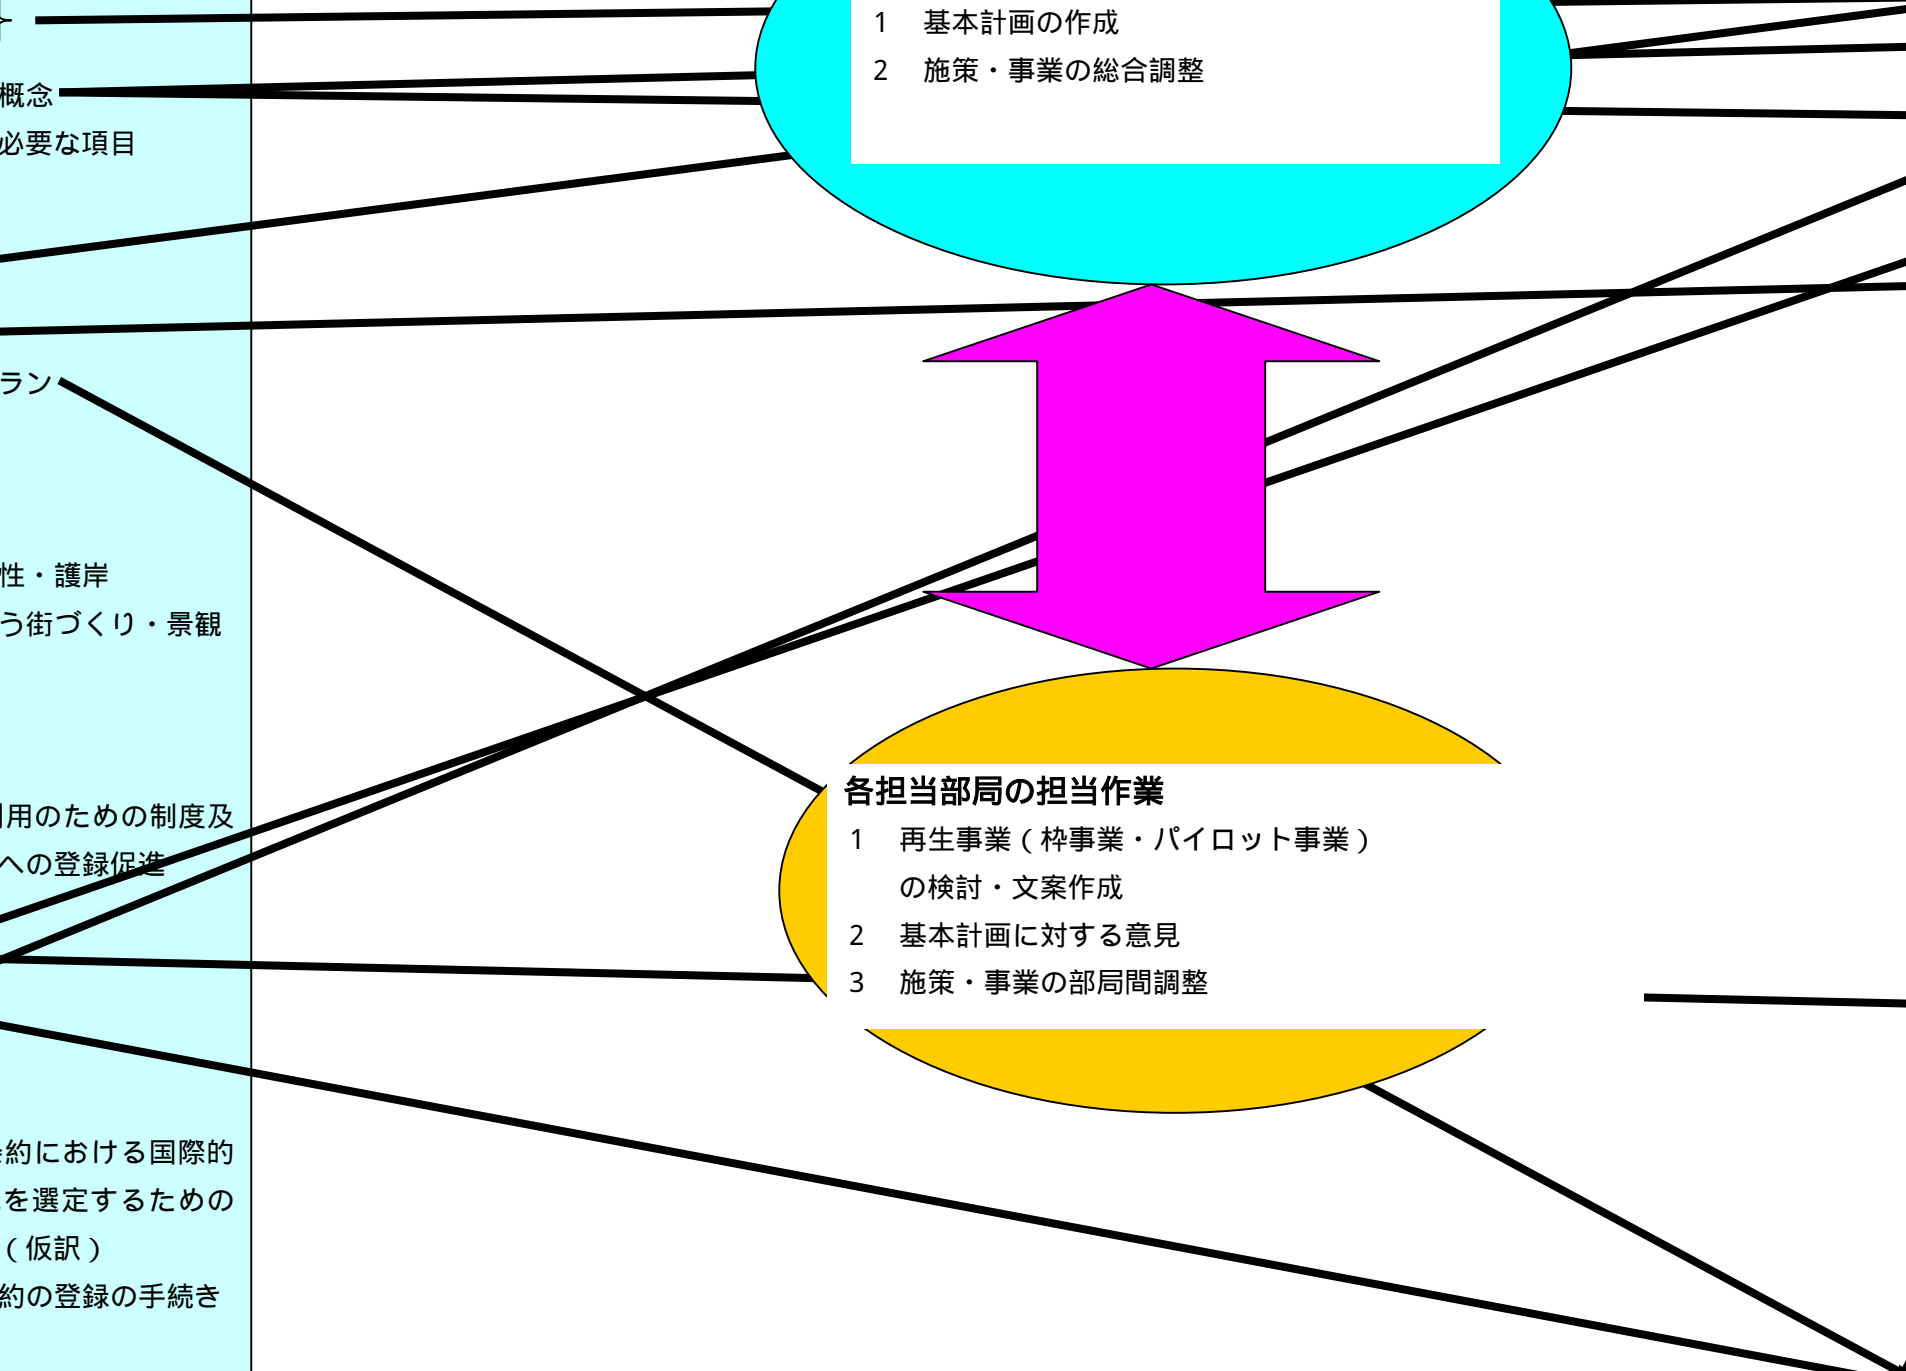 概念
必要な項目
ラン
性・護岸
う街づくり・景観
用のための制度及
への登録促進
約における国際的
を選定するための
（仮訳）
約の登録の手続き
1 基本計画の作成
2 施策・事業の総合調整
各担当部局の担当作業
1 再生事業（枠事業・パイロット事業）
の検討・文案作成
2 基本計画に対する意見
3 施策・事業の部局間調整